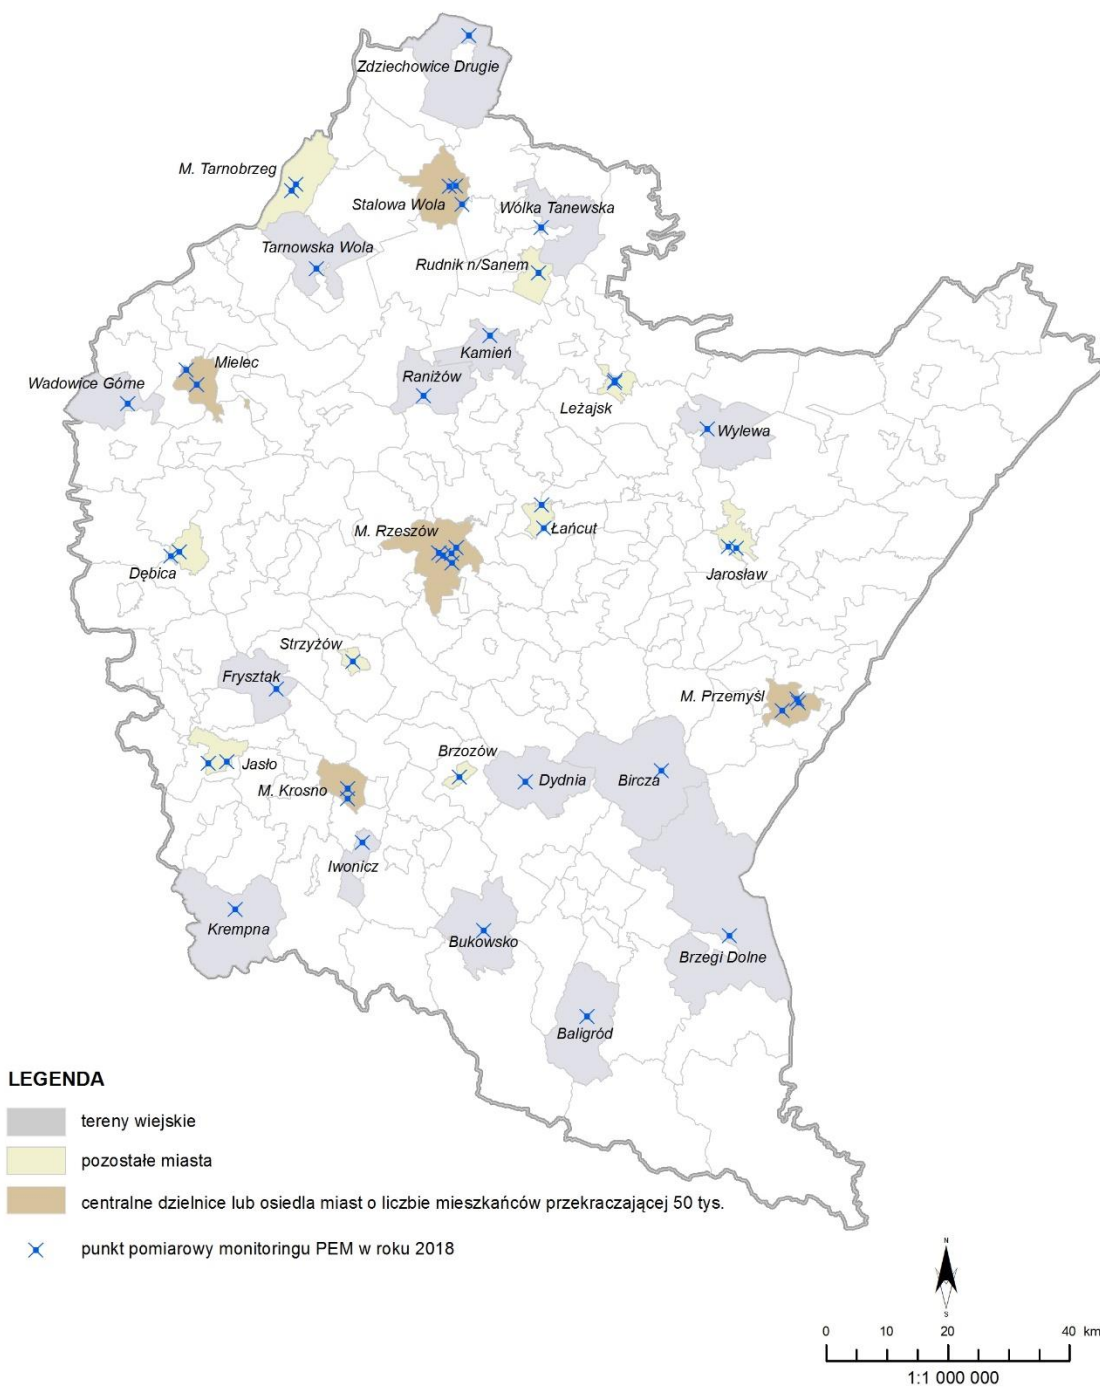 Zdziechowice Drugie
M. Tarnobrzeg
Stalowa Wola
Wólka Tanewska
Tarnowska Wola
Rudnik n/Sanem
Kamień
Mielec
Raniżów
Wadowice Górne
Leżajsk
Wylewa
M. Rzeszów
Łańcut
Dębica
Jarosław
Strzyżów
Frysztak
M. Przemyśl
Brzozów
Jasło
Dydnia
Bircza
M. Krosno
Iwonicz
Krempna
Bukowsko
Brzegi Dolne
Baligród
LEGENDA
tereny wiejskie
pozostałe miasta
centralne dzielnice lub osiedla miast o liczbie mieszkańców przekraczającej 50 tys.
punkt pomiarowy monitoringu PEM w roku 2018
N
S
0 10 20 40 km
1:1 000 000